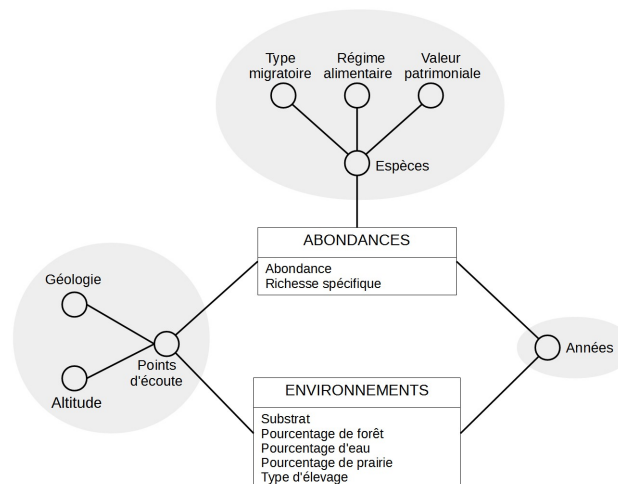 Type
migratoire
Régime
alimentaire
Valeur
patrimoniale
Espèces
ABONDANCES
Abondance
Richesse spécifique
Géologie
Altitude
Points
d'écoute
Années
ENVIRONNEMENTS
Substrat
Pourcentage de forêt
Pourcentage d'eau
Pourcentage de prairie
Type d'élevage